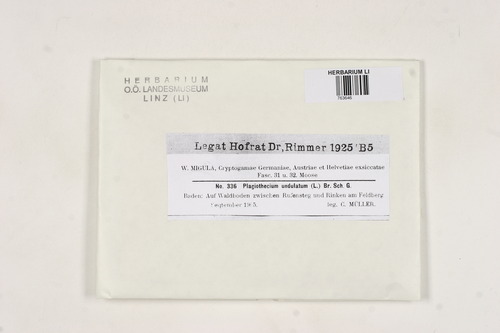 HERBARIUM
O.Ö. LANDESMUSEUM
LINZ (LI)
HERBARIUM LI
Legat Hofrat Dr,Rimmer 1925 B5
W. MIGULA, Cryptogamae Germaniae, Austriae et Helvetiae exsiccatae
Fasc. 31 u. 32. Moose
No. 336 Plagiothecium undulatum (L.) Br. Sch G.
Baden: Auf Waldboden zwischen und Rinken am Feldberg
September leg. C. MÜLLER.